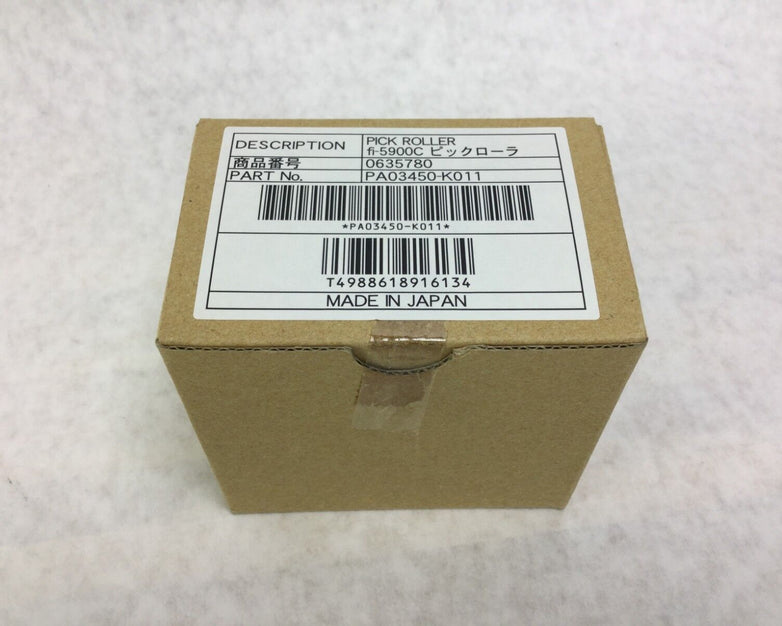 DESCRIPTION PICK ROLLER
fi-5900C ピックローラ
商品番号 0635780
PART No. PA03450-K011
*PA03450-K011*
T4988618916134
MADE IN JAPAN